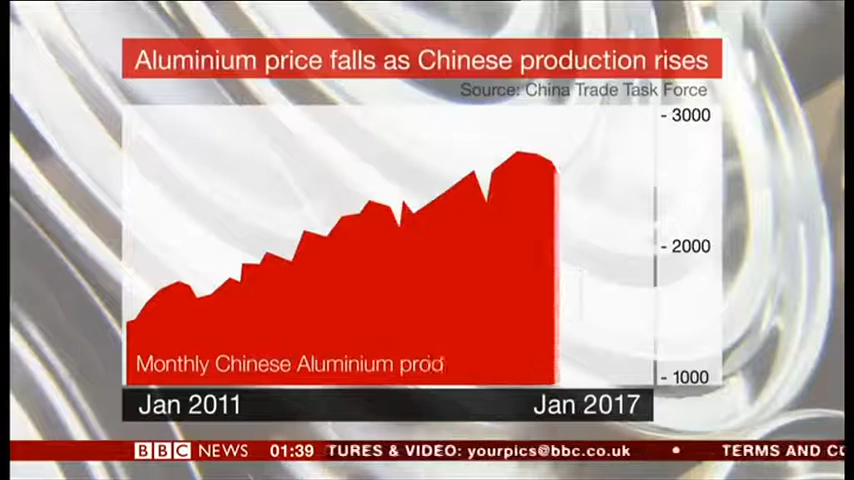 Aluminium price falls as Chinese production rises
Source: China Trade Task Force
- 3000
- 2000
Monthly Chinese Aluminium prod
- 1000
Jan 2011 Jan 2017
BBC NEWS 01:39 TURES & VIDEO: yourpics@bbc.co.uk • TERMS AND CO